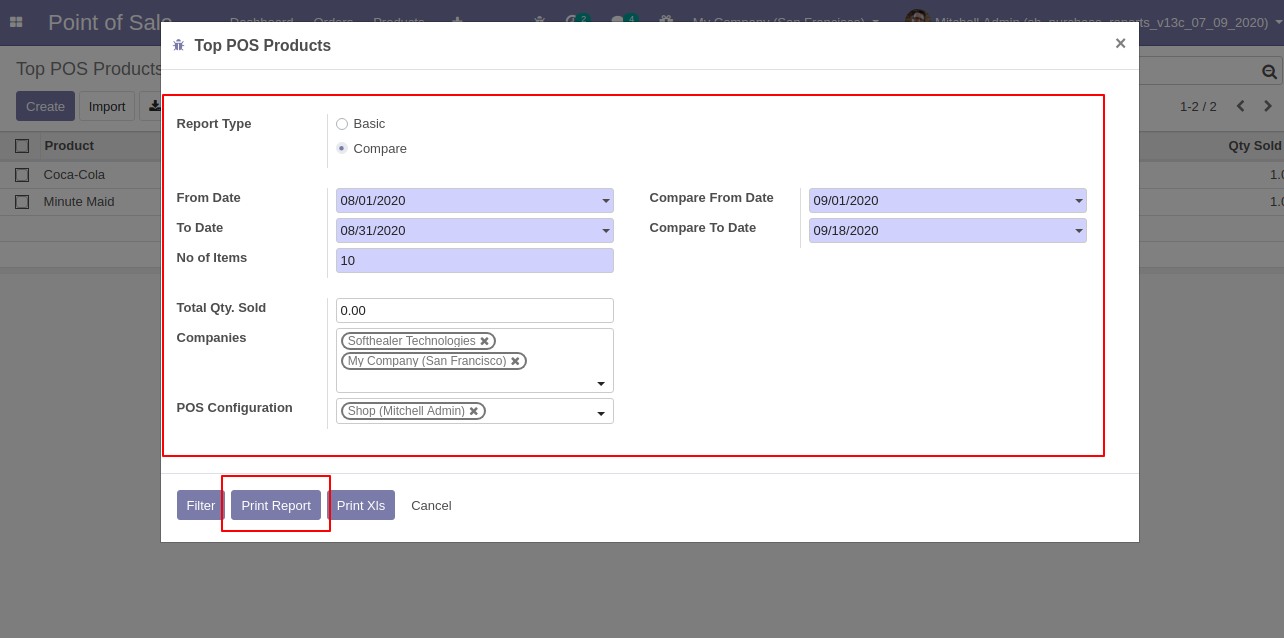 Point of Sale
Dashboard Orders Products 2 4 My Company (San Francisco) Mitchell Admin (sh_purchase_reports_v13c_07_09_2020)
Top POS Products
Top POS Products ×
Create Import
1-2 / 2
Product Qty Sold
Coca-Cola 1.0
Minute Maid 1.0
Report Type Basic
Compare
From Date 08/01/2020 Compare From Date 09/01/2020
To Date 08/31/2020 Compare To Date 09/18/2020
No of Items 10
Total Qty. Sold 0.00
Companies Softhealer Technologies ✖
My Company (San Francisco) ✖
POS Configuration Shop (Mitchell Admin) ✖
Filter Print Report Print Xls Cancel